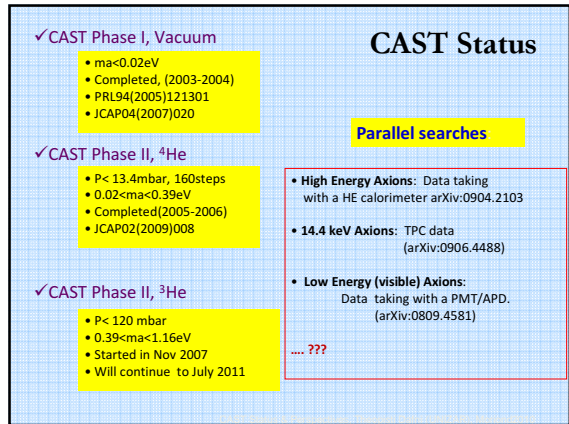 CAST Status
✓CAST Phase I, Vacuum
• ma<0.02eV
• Completed, (2003-2004)
• PRL94(2005)121301
• JCAP04(2007)020
✓CAST Phase II, ⁴He
• P< 13.4mbar, 160steps
• 0.02<ma<0.39eV
• Completed(2005-2006)
• JCAP02(2009)008
✓CAST Phase II, ³He
• P< 120 mbar
• 0.39<ma<1.16eV
• Started in Nov 2007
• Will continue to July 2011
Parallel searches
• High Energy Axions: Data taking
with a HE calorimeter arXiv:0904.2103
• 14.4 keV Axions: TPC data
(arXiv:0906.4488)
• Low Energy (visible) Axions:
Data taking with a PMT/APD.
(arXiv:0809.4581)
.... ???